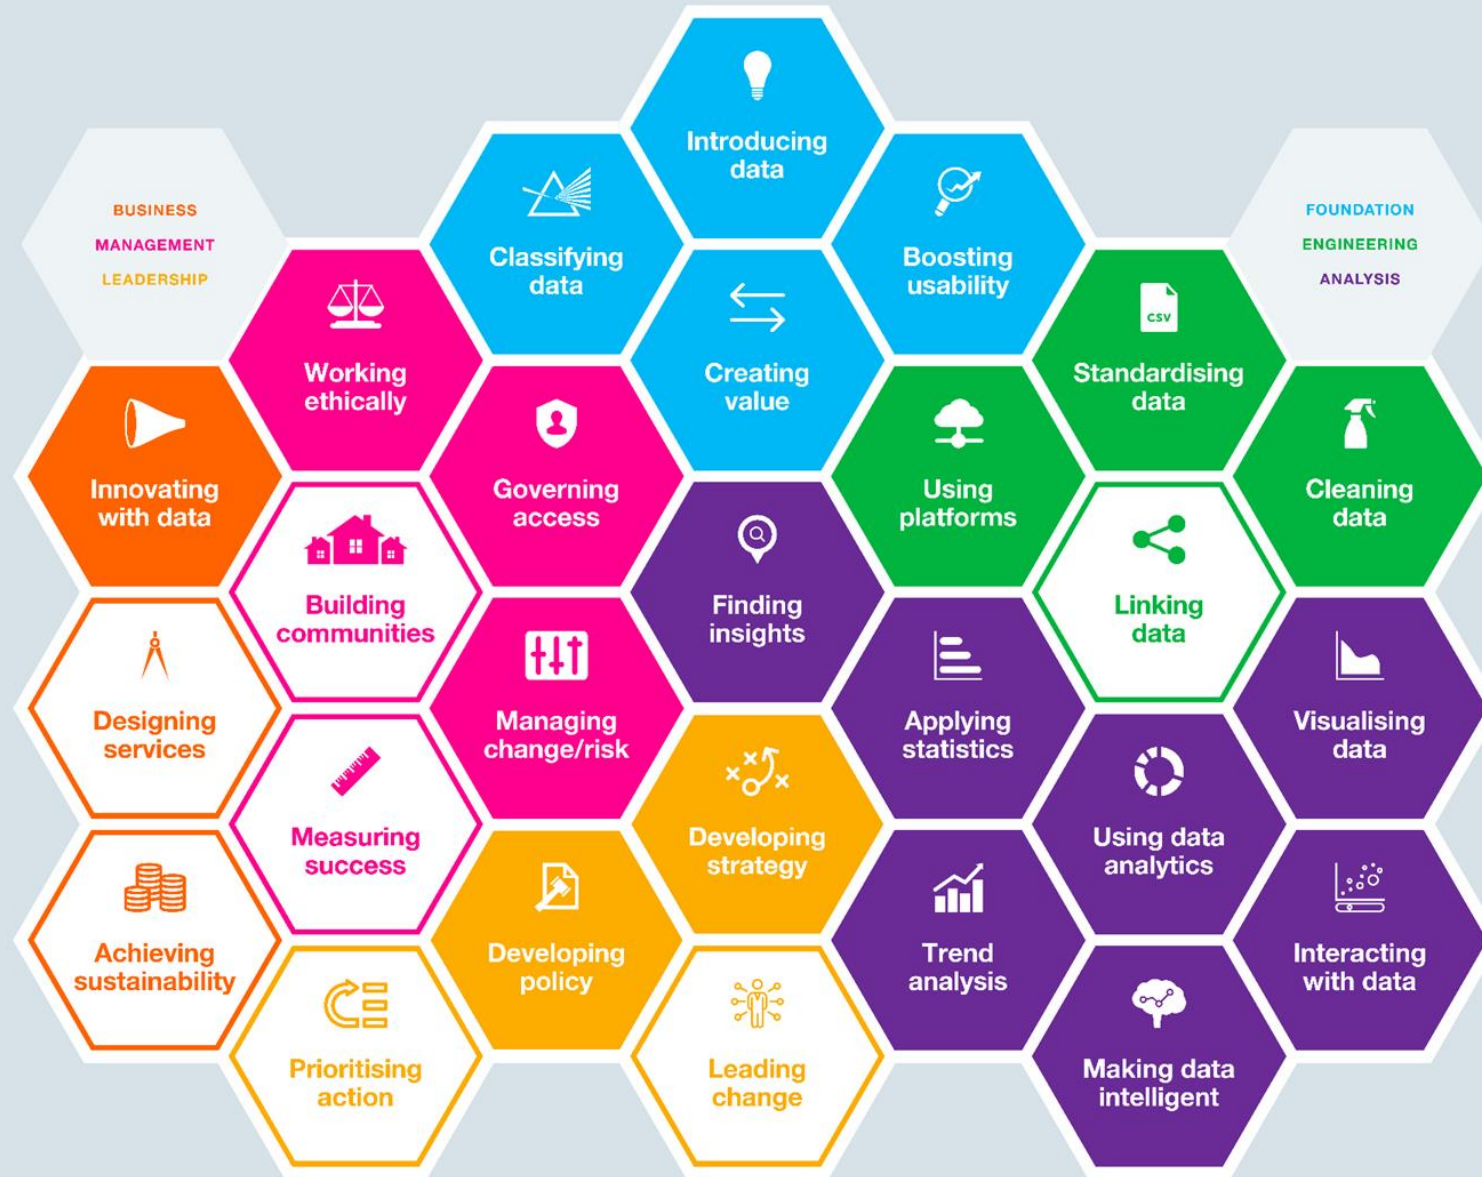 Introducing
data
BUSINESS
MANAGEMENT
LEADERSHIP
Classifying
data
Boosting
usability
FOUNDATION
ENGINEERING
ANALYSIS
Working
ethically
Creating
value
CSV
Standardising
data
Innovating
with data
Governing
access
Using
platforms
Cleaning
data
Building
communities
Finding
insights
Linking
data
Designing
services
Managing
change/risk
Applying
statistics
Visualising
data
Measuring
success
Developing
strategy
Using data
analytics
Achieving
sustainability
Developing
policy
Trend
analysis
Interacting
with data
Prioritising
action
Leading
change
Making data
intelligent